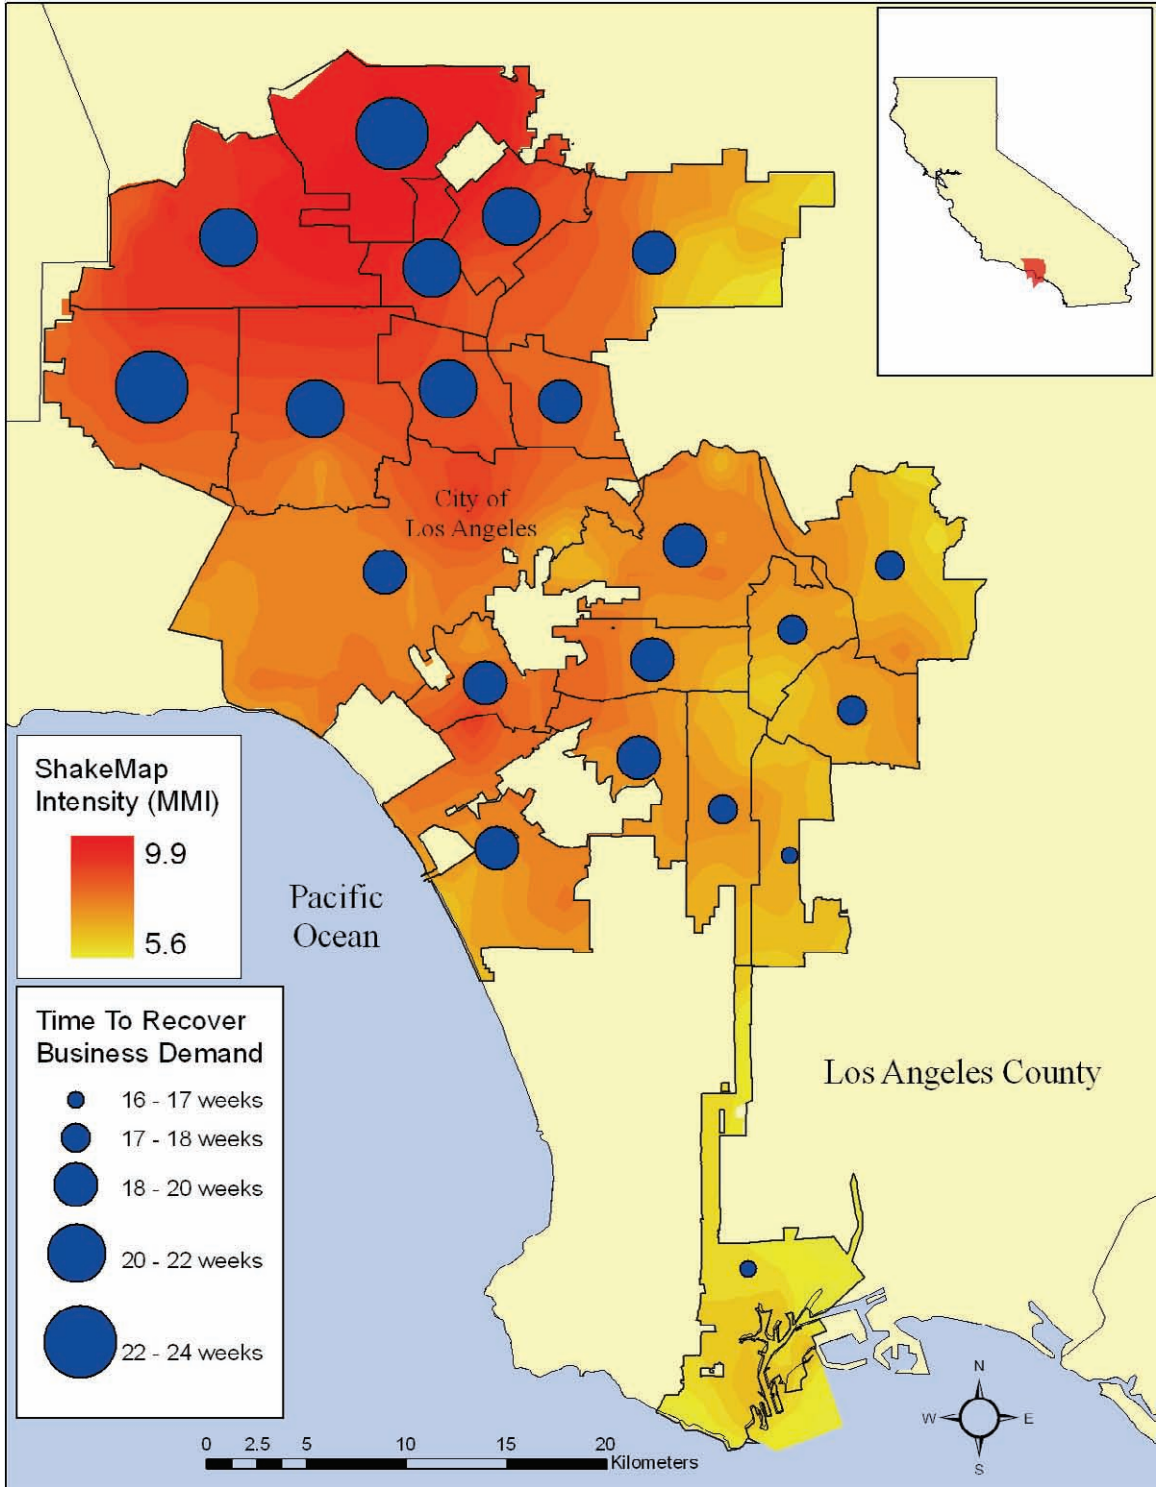 City of
Los Angeles
ShakeMap
Intensity (MMI)
9.9
5.6
Pacific
Ocean
Time To Recover
Business Demand
16 - 17 weeks
17 - 18 weeks
18 - 20 weeks
20 - 22 weeks
22 - 24 weeks
Los Angeles County
N
W E
S
0 2.5 5 10 15 20
Kilometers